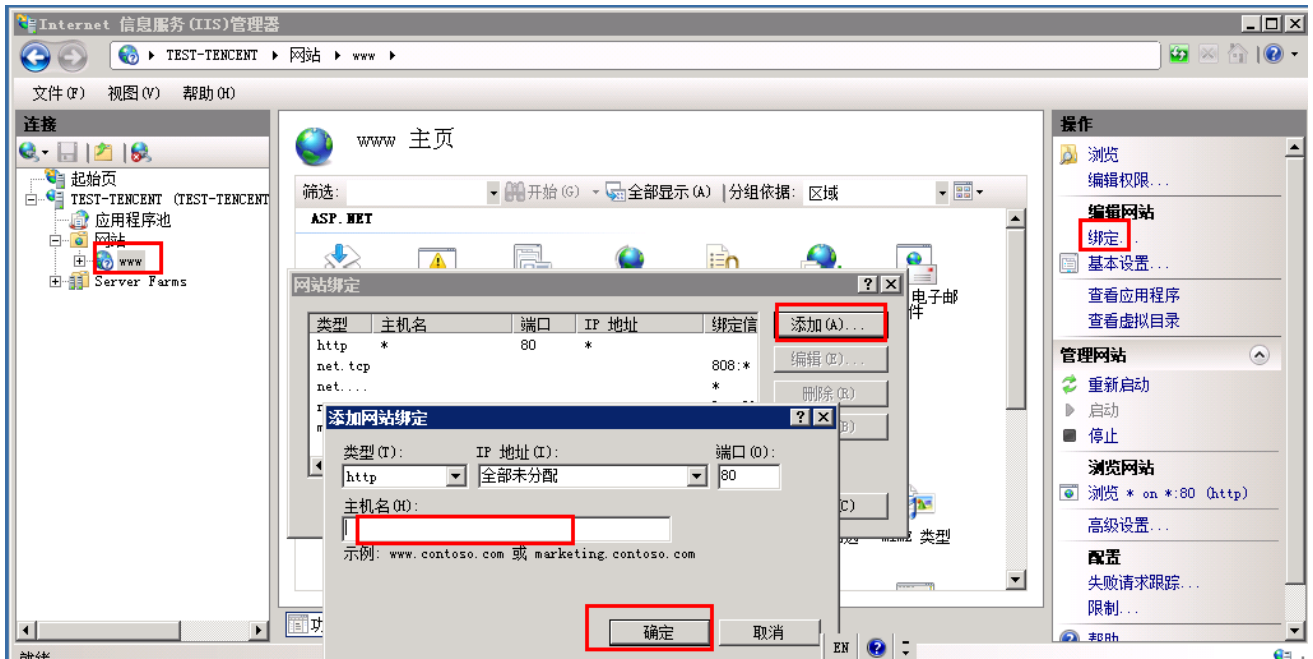 Internet 信息服务(IIS)管理器
TEST-TENCENT 网站 www
文件(F) 视图(V) 帮助(H)
连接
起始页
TEST-TENCENT (TEST-TENCENT
应用程序池
网站
www
Server Farms
www 主页
筛选: 开始(G) 全部显示(A) 分组依据: 区域
ASP.NET
电子邮
件
网站绑定
类型 主机名 端口 IP 地址 绑定信
http * 80 *
net.tcp 808:*
net.... *
添加(A)...
编辑(E)...
删除(R)
添加网站绑定
类型(T): IP 地址(I): 端口(O):
http 全部未分配 80
主机名(H):
示例: www.contoso.com 或 marketing.contoso.com
确定 取消
类型
EN
操作
浏览
编辑权限...
编辑网站
绑定...
基本设置...
查看应用程序
查看虚拟目录
管理网站
重新启动
启动
停止
浏览网站
浏览 * on *:80 (http)
高级设置...
配置
失败请求跟踪...
限制...
帮助
就绪